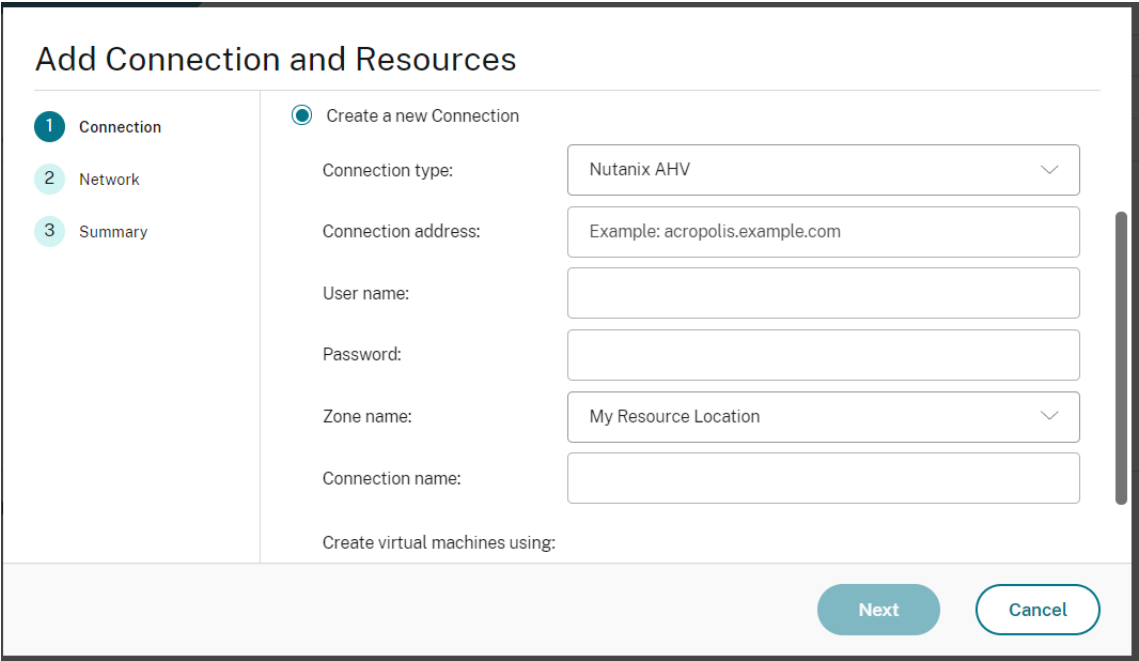 Add Connection and Resources
1 Connection
2 Network
3 Summary
Create a new Connection
Connection type: Nutanix AHV
Connection address: Example: acropolis.example.com
User name:
Password:
Zone name: My Resource Location
Connection name:
Create virtual machines using:
Next Cancel